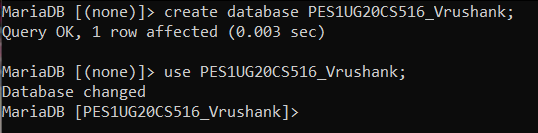 MariaDB [(none)]> create database PES1UG20CS516_Vrushank;
Query OK, 1 row affected (0.003 sec)
MariaDB [(none)]> use PES1UG20CS516_Vrushank;
Database changed
MariaDB [PES1UG20CS516_Vrushank]>